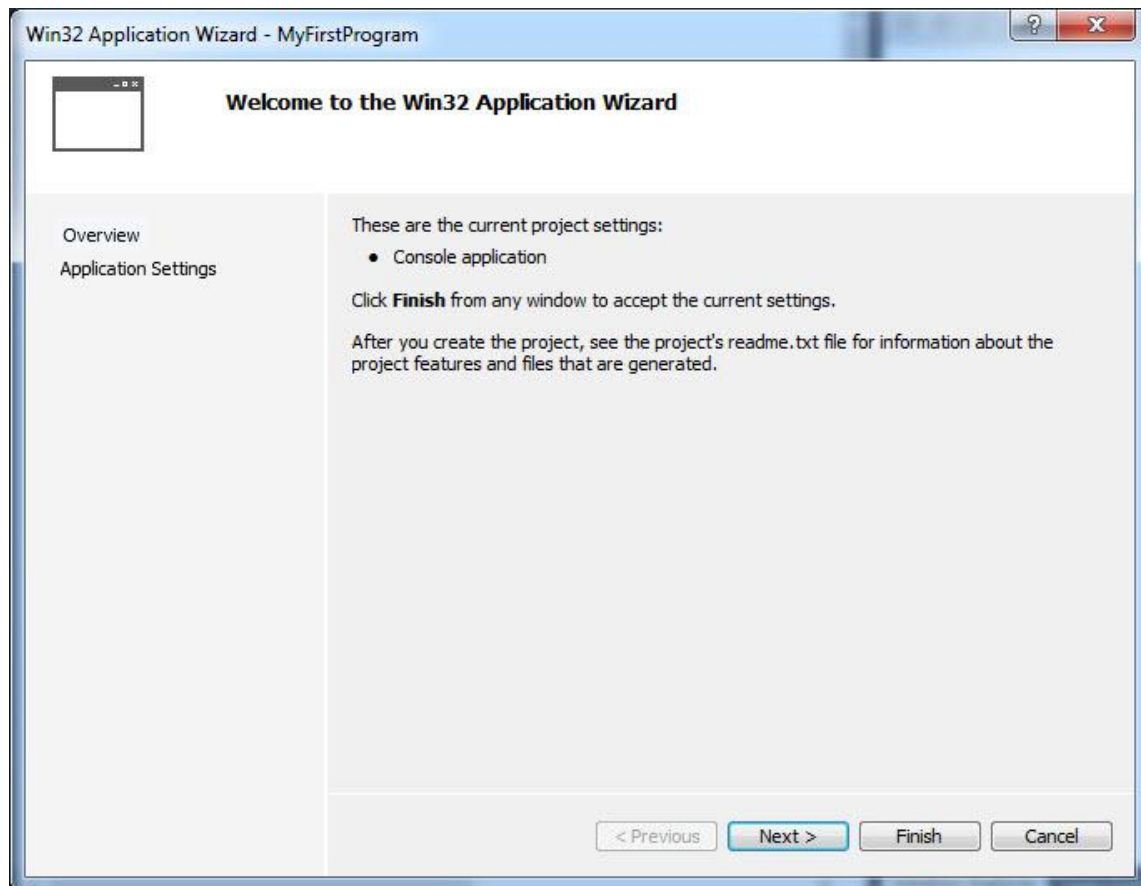 Win32 Application Wizard - MyFirstProgram
Welcome to the Win32 Application Wizard
Overview
Application Settings
These are the current project settings:
• Console application
Click Finish from any window to accept the current settings.
After you create the project, see the project's readme.txt file for information about the
project features and files that are generated.
< Previous
Next >
Finish
Cancel